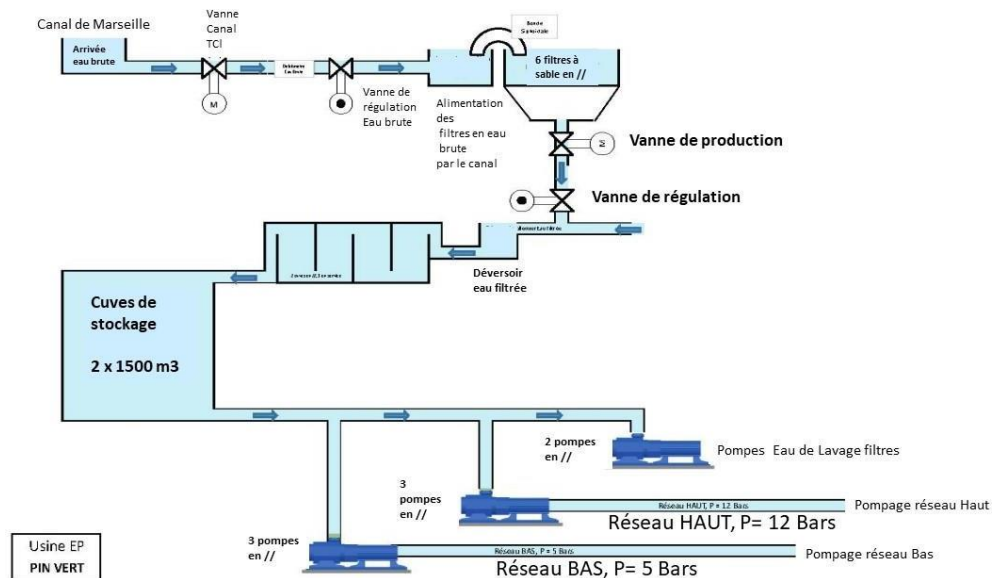 Canal de Marseille
Arrivée
eau brute
Vanne
Canal
TCl
M
Vanne de
régulation
Eau brute
Alimentation
des
filtres en eau
brute
par le canal
6 filtres à
sable en //
M
Vanne de production
Vanne de régulation
Déversoir
eau filtrée
Cuves de
stockage
2 x 1500 m3
2 pompes
en //
Pompes Eau de Lavage filtres
3
pompes
en //
Réseau HAUT, P= 12 Bars
Pompage réseau Haut
Réseau HAUT, P= 12 Bars
3 pompes
en //
Réseau BAS, P= 5 Bars
Pompage réseau Bas
Réseau BAS, P= 5 Bars
Usine EP
PIN VERT